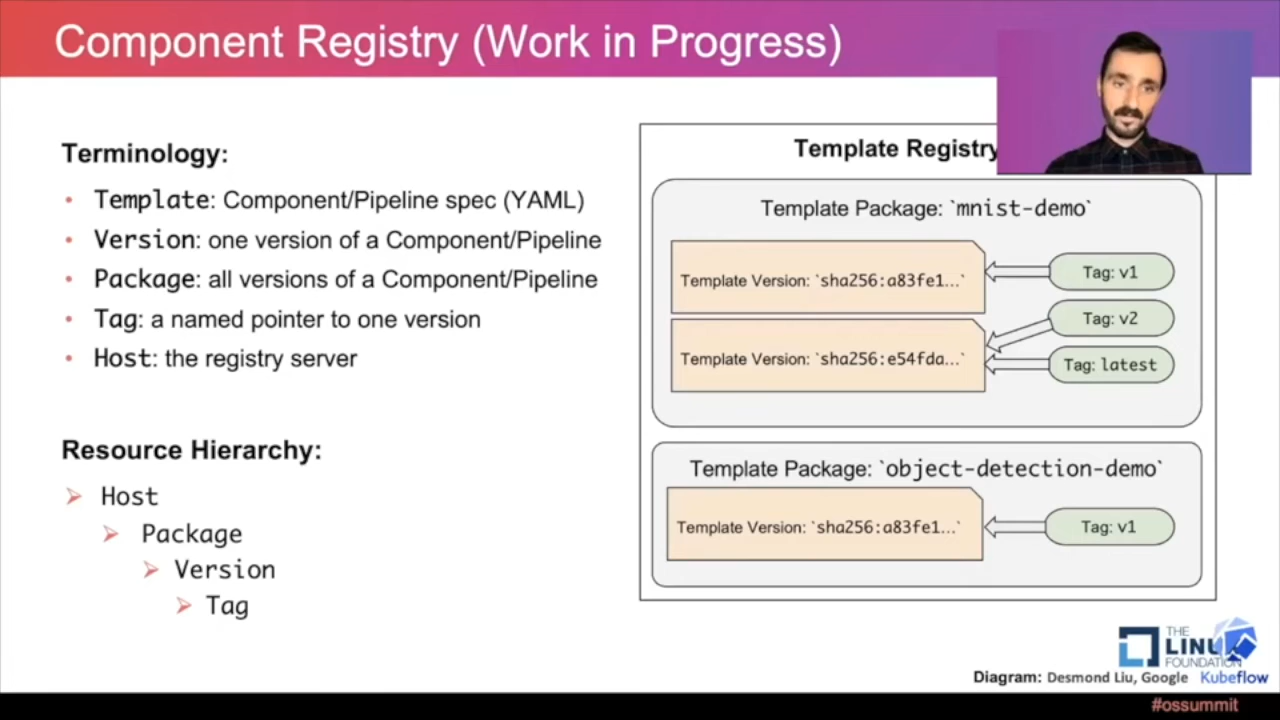 Component Registry (Work in Progress)
Terminology:
• Template: Component/Pipeline spec (YAML)
• Version: one version of a Component/Pipeline
• Package: all versions of a Component/Pipeline
• Tag: a named pointer to one version
• Host: the registry server
Resource Hierarchy:
➢ Host
➢ Package
➢ Version
➢ Tag
Template Registry
Template Package: `mnist-demo`
Template Version: `sha256:a83fe1...`
Tag: v1
Template Version: `sha256:e54fda...`
Tag: v2
Tag: latest
Template Package: `object-detection-demo`
Template Version: `sha256:a83fe1...`
Tag: v1
THE
FOUNDATION
Kubeflow
Diagram: Desmond Liu, Google
#ossummit